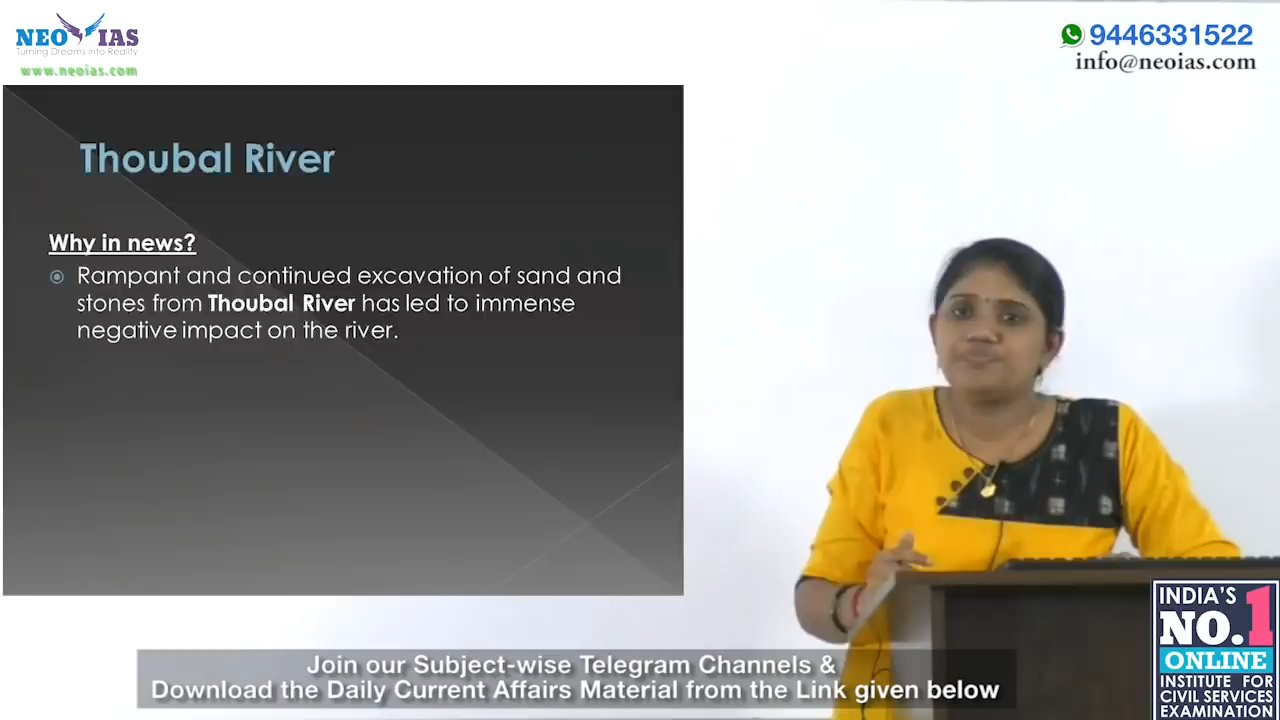 NEO IAS
Turning Dreams into Reality
www.neoias.com
9446331522
info@neoias.com
Thoubal River
Why in news?
Rampant and continued excavation of sand and
stones from Thoubal River has led to immense
negative impact on the river.
INDIA'S
NO.1
ONLINE
INSTITUTE FOR
CIVIL SERVICES
EXAMINATION
Join our Subject-wise Telegram Channels &
Download the Daily Current Affairs Material from the Link given below